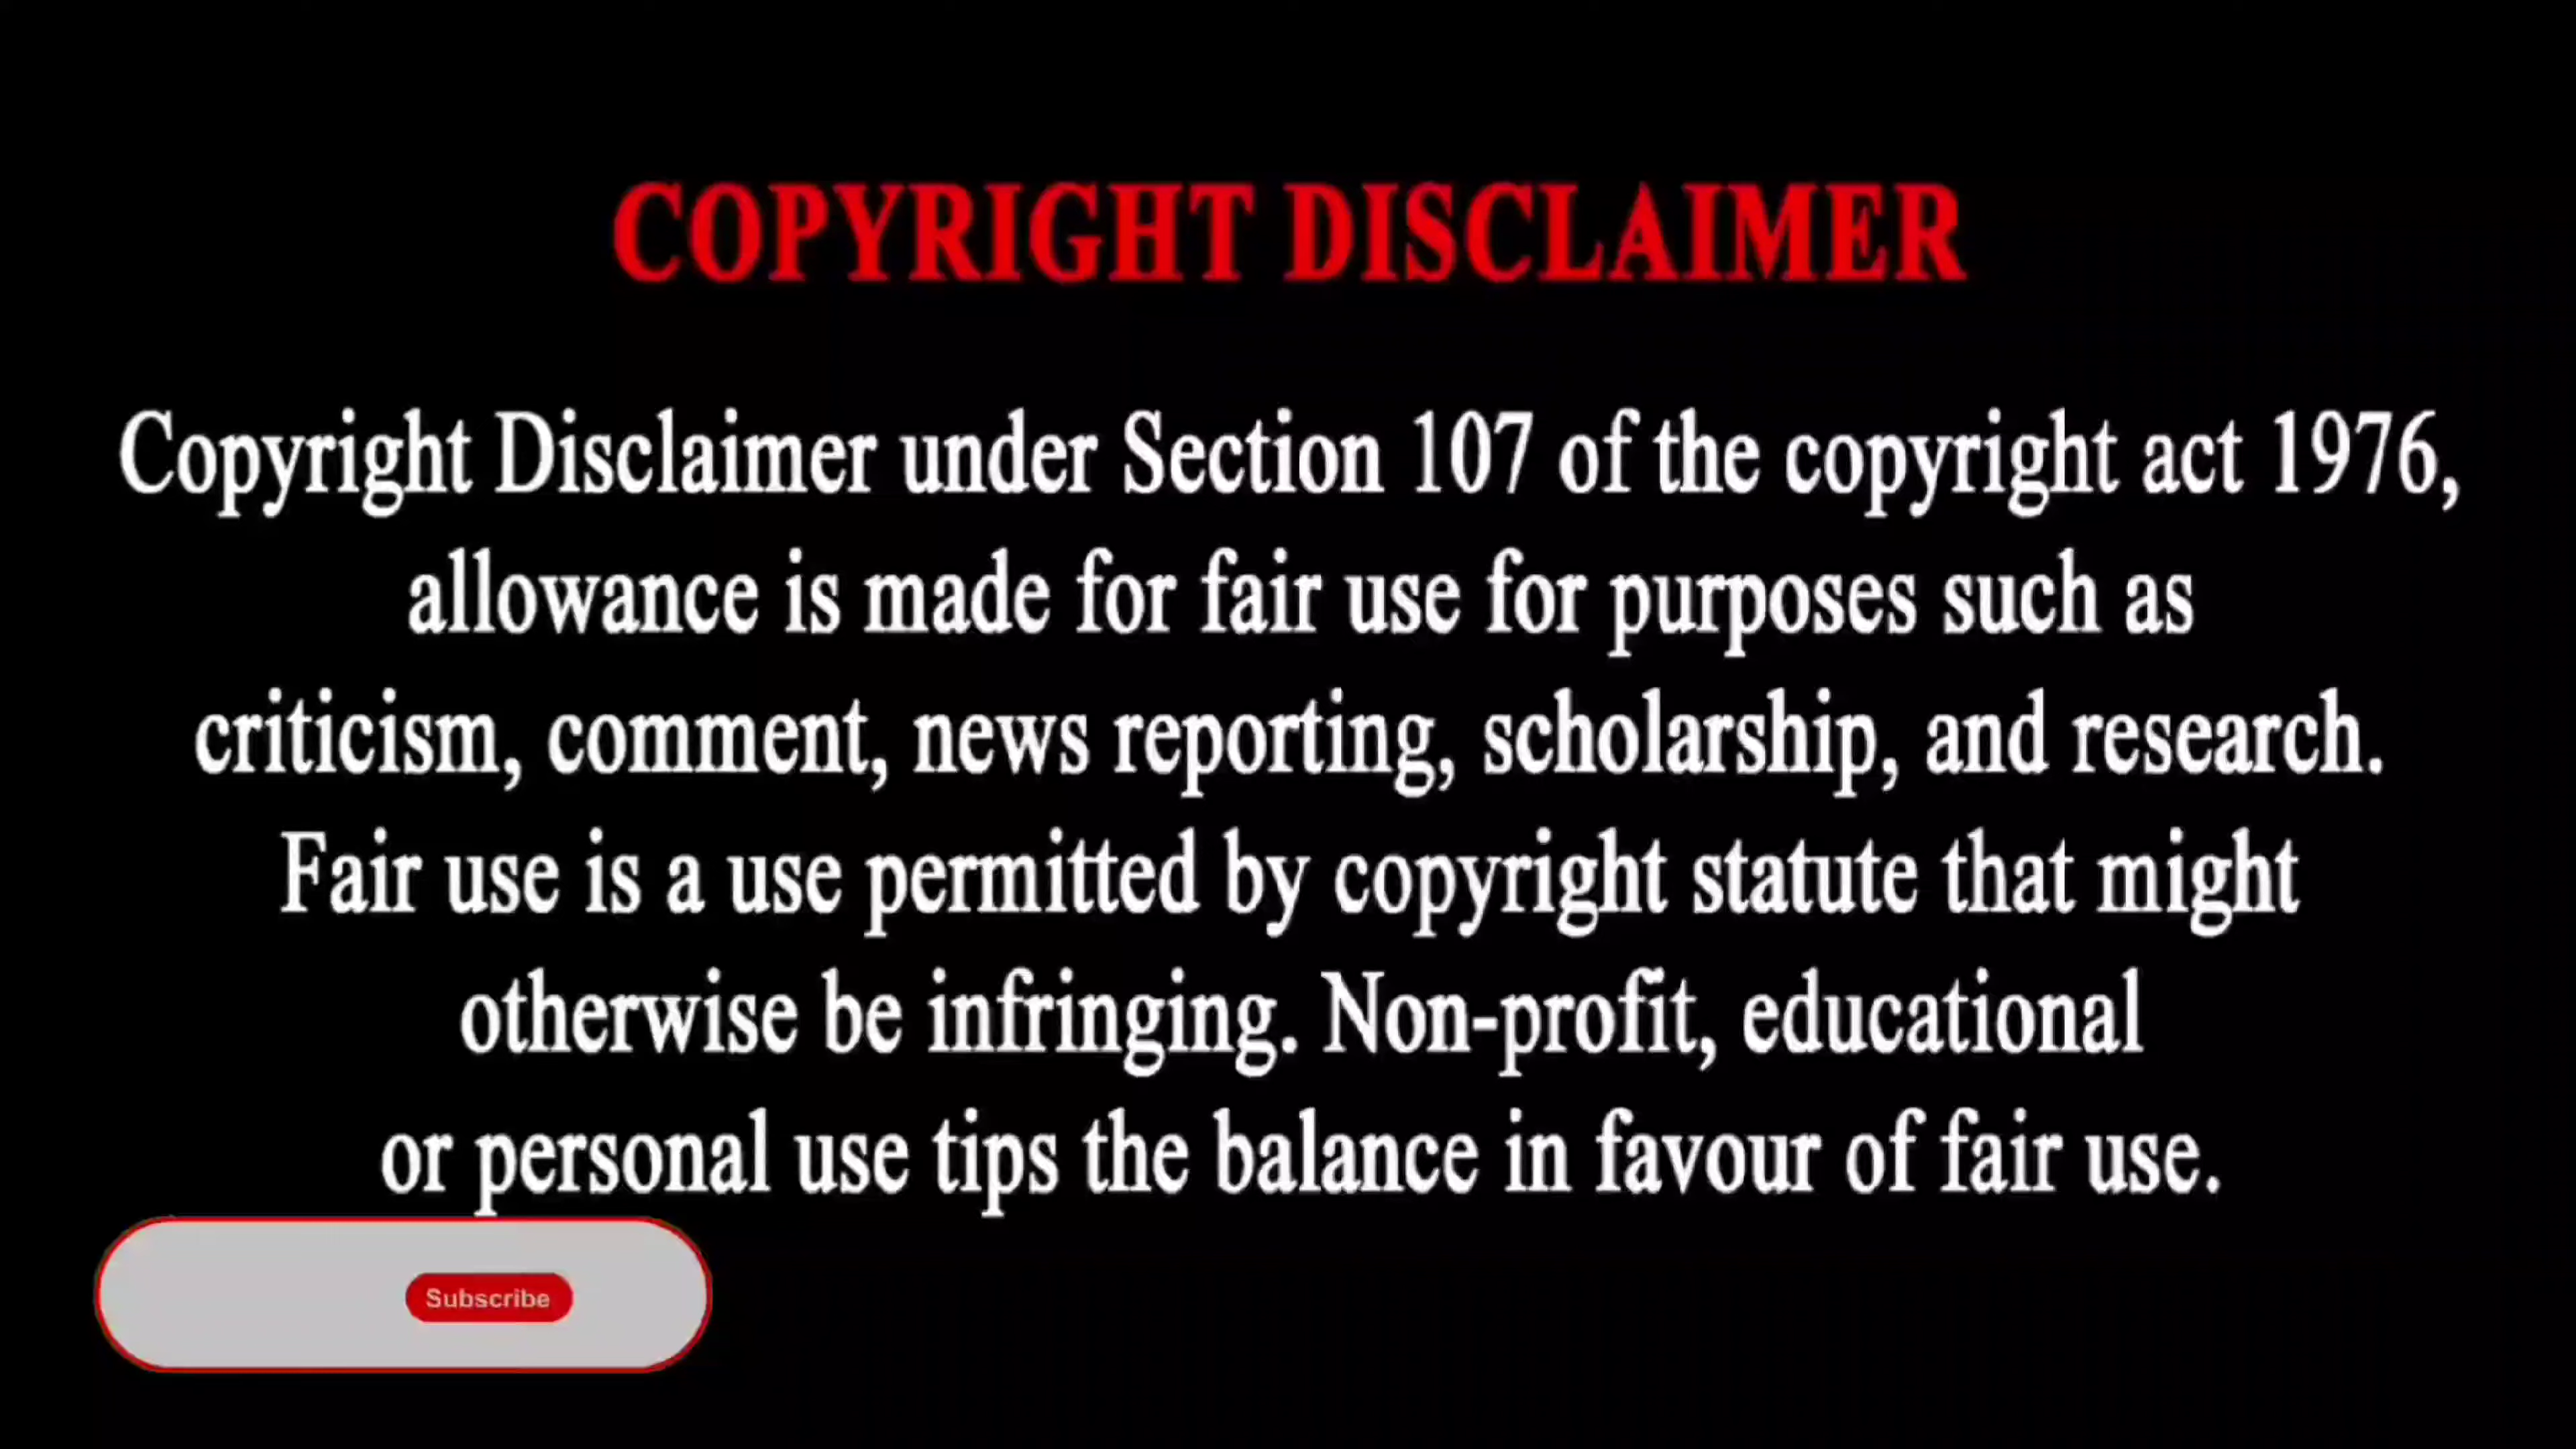 COPYRIGHT DISCLAIMER
Copyright Disclaimer under Section 107 of the copyright act 1976,
allowance is made for fair use for purposes such as
criticism, comment, news reporting, scholarship, and research.
Fair use is a use permitted by copyright statute that might
otherwise be infringing. Non-profit, educational
or personal use tips the balance in favour of fair use.
Subscribe